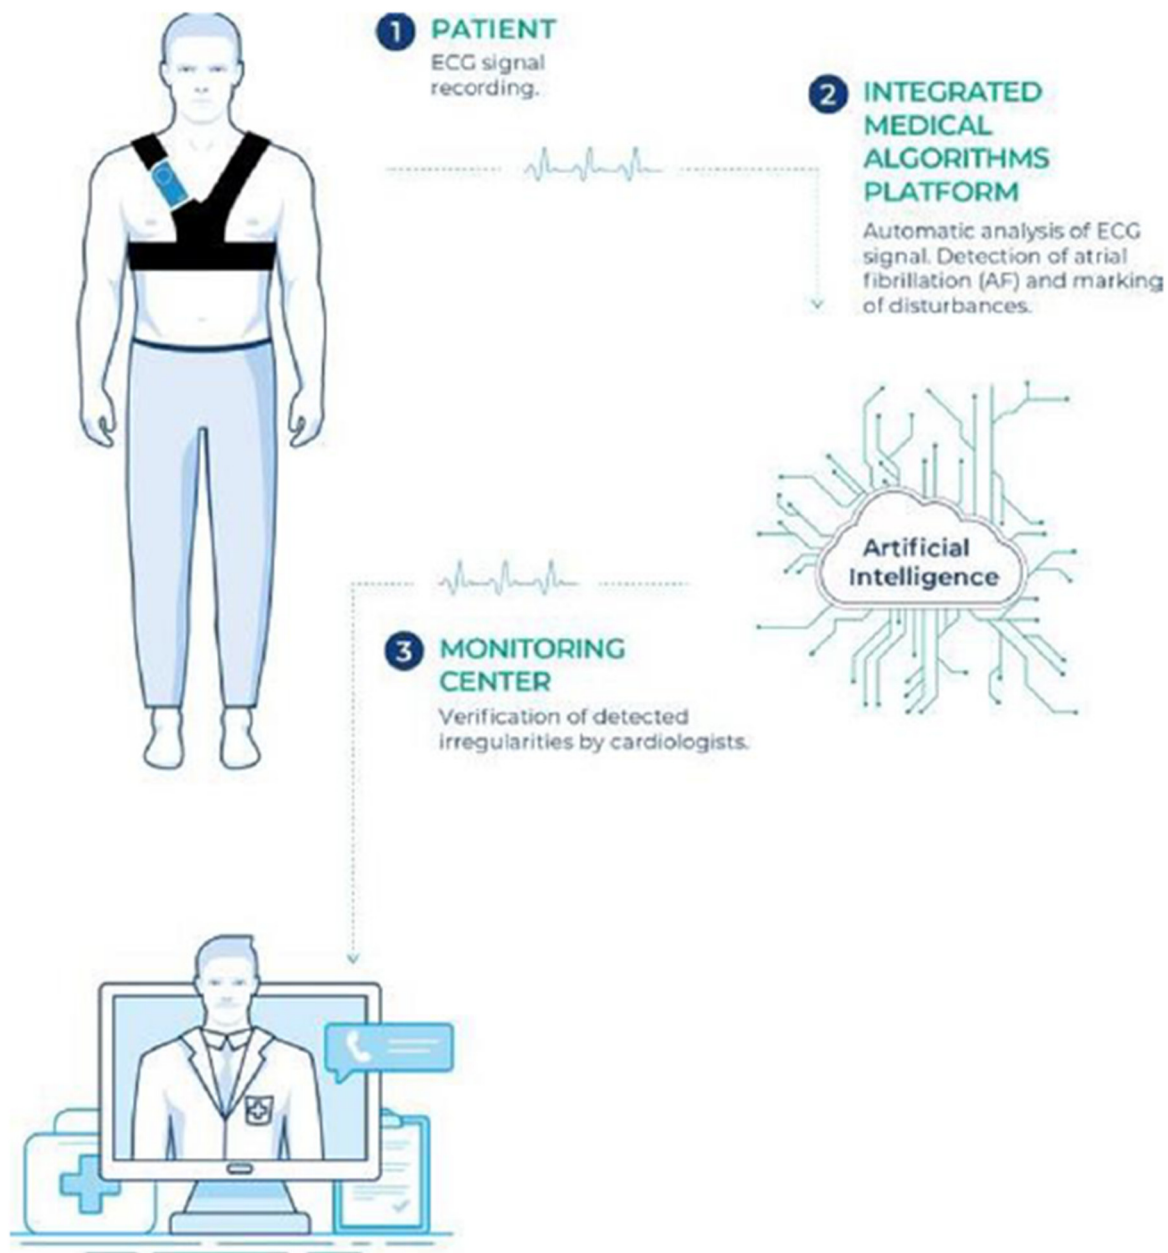 1 PATIENT
ECG signal
recording.
2 INTEGRATED
MEDICAL
ALGORITHMS
PLATFORM
Automatic analysis of ECG
signal. Detection of atrial
fibrillation (AF) and marking
of disturbances.
Artificial
Intelligence
3 MONITORING
CENTER
Verification of detected
irregularities by cardiologists.